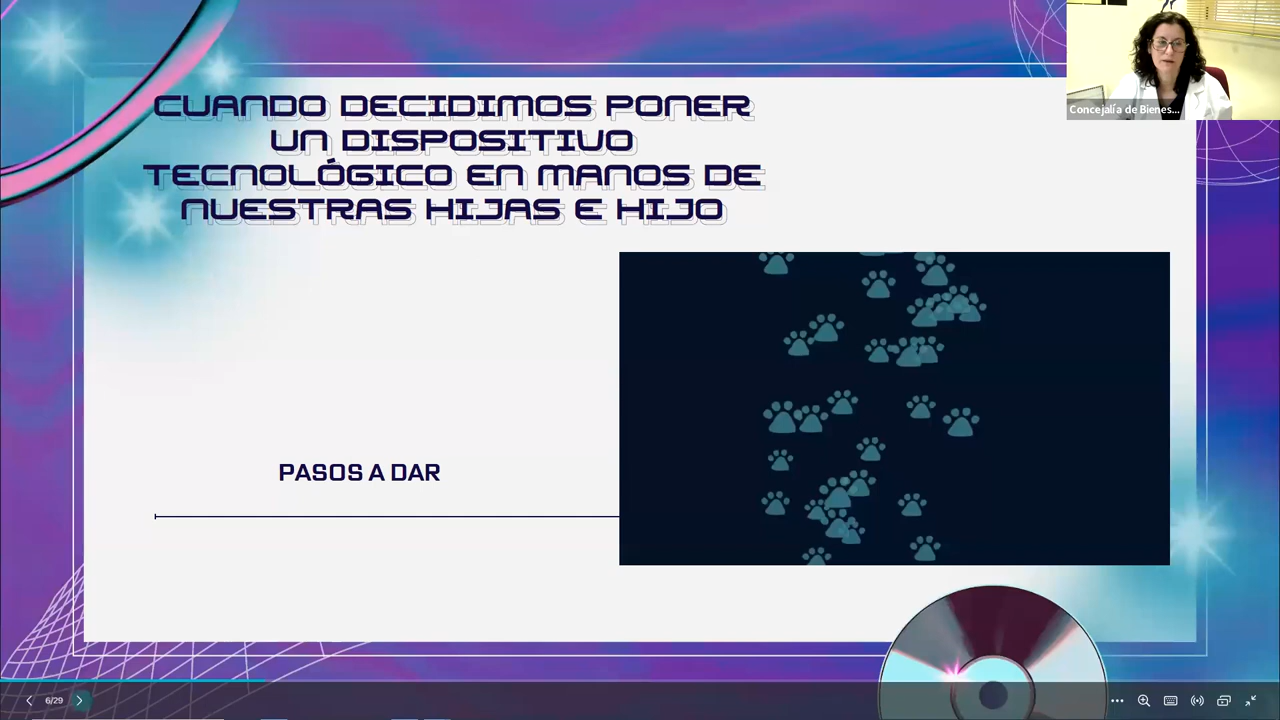 CUANDO DECIDIMOS PONER
UN DISPOSITIVO
TECNOLÓGICO EN MANOS DE
NUESTRAS HIJAS E HIJO
Concejalía de Bienes...
PASOS A DAR
6/29